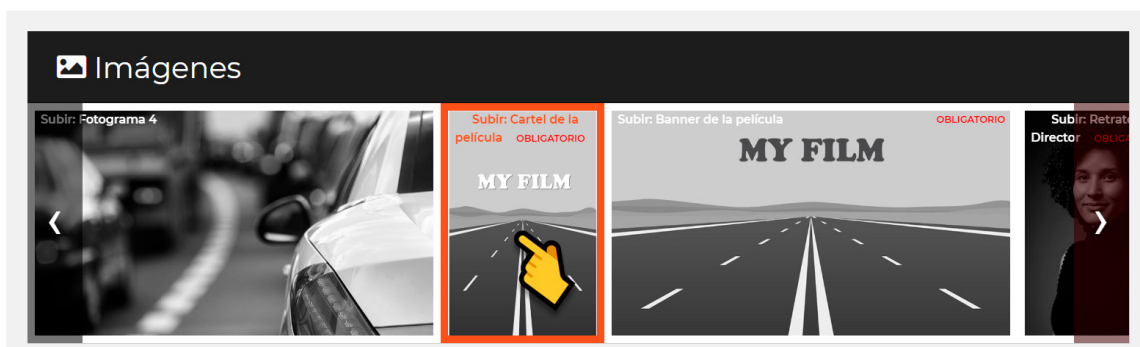 Imágenes
Subir: Fotograma 4
Subir: Cartel de la
película OBLIGATORIO
MY FILM
Subir: Banner de la película OBLIGATORIO
MY FILM
Subir: Retrato
Director